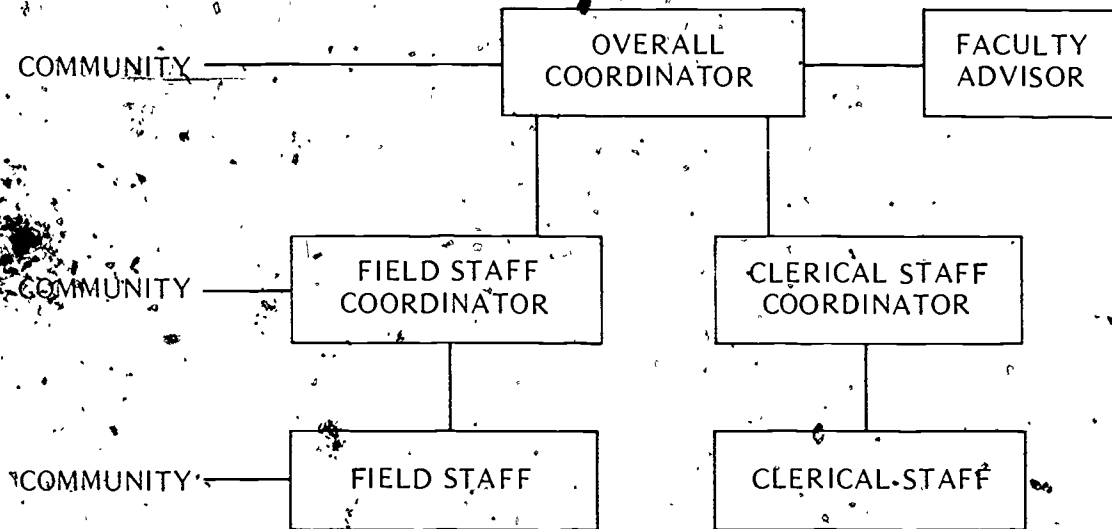 OVERALL
COORDINATOR
FACULTY
ADVISOR
COMMUNITY
FIELD STAFF
COORDINATOR
CLERICAL STAFF
COORDINATOR
COMMUNITY
COMMUNITY
FIELD STAFF
CLERICAL STAFF